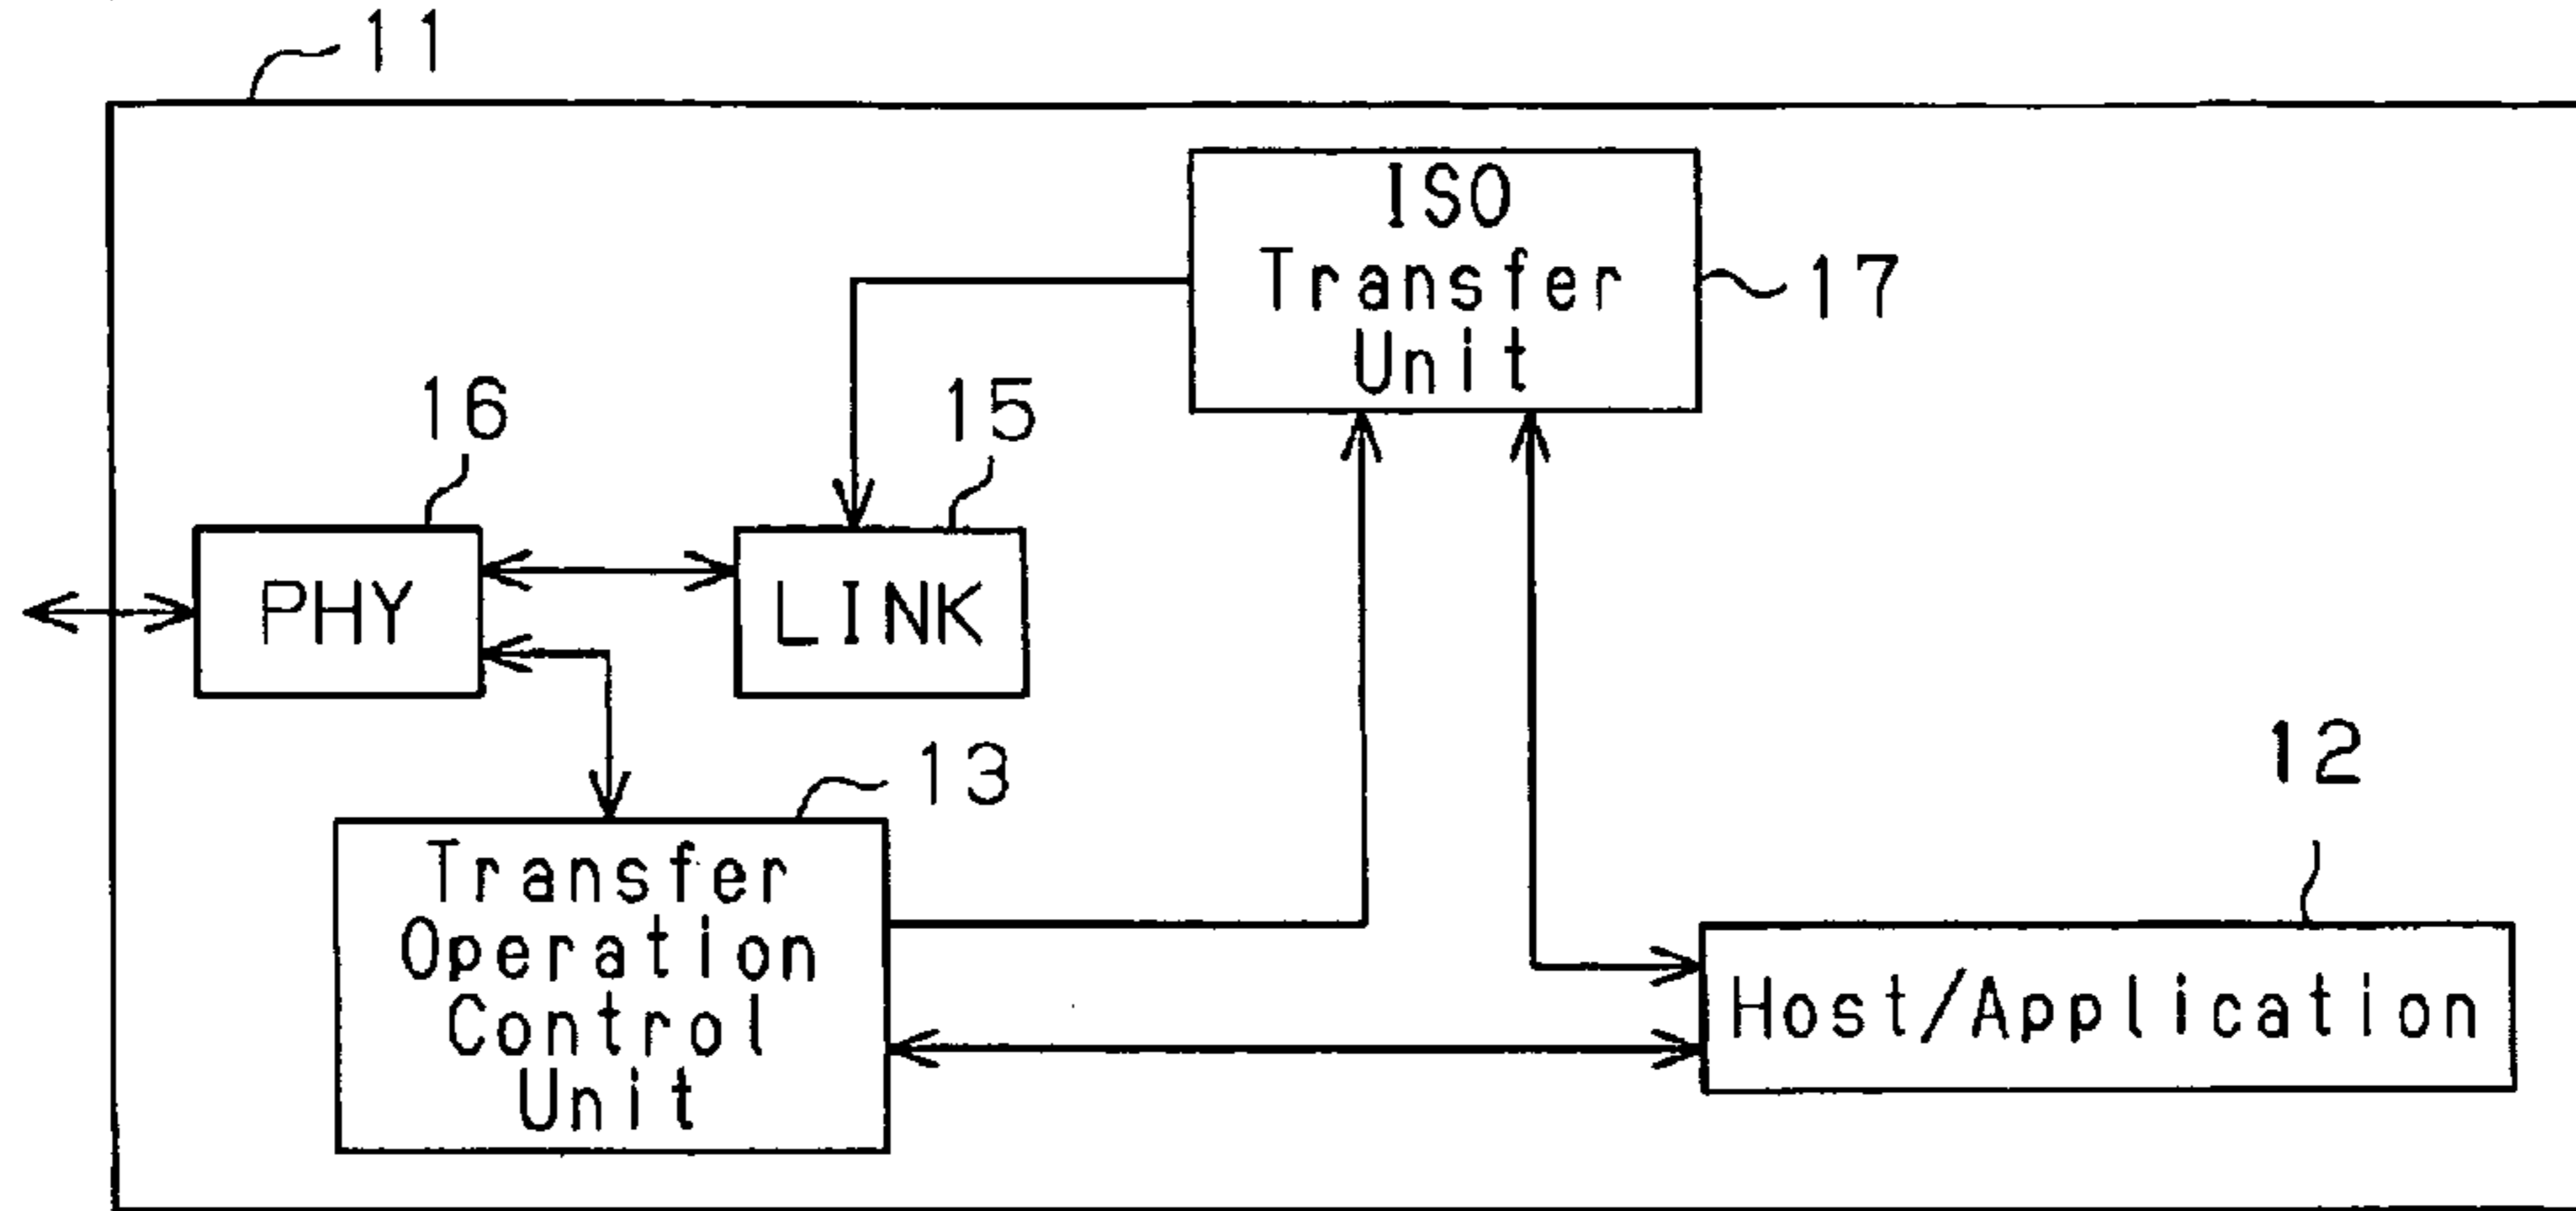 11
ISO
Transfer
Unit
17
16
15
PHY
LINK
13
Transfer
Operation
Control
Unit
12
Host/Application